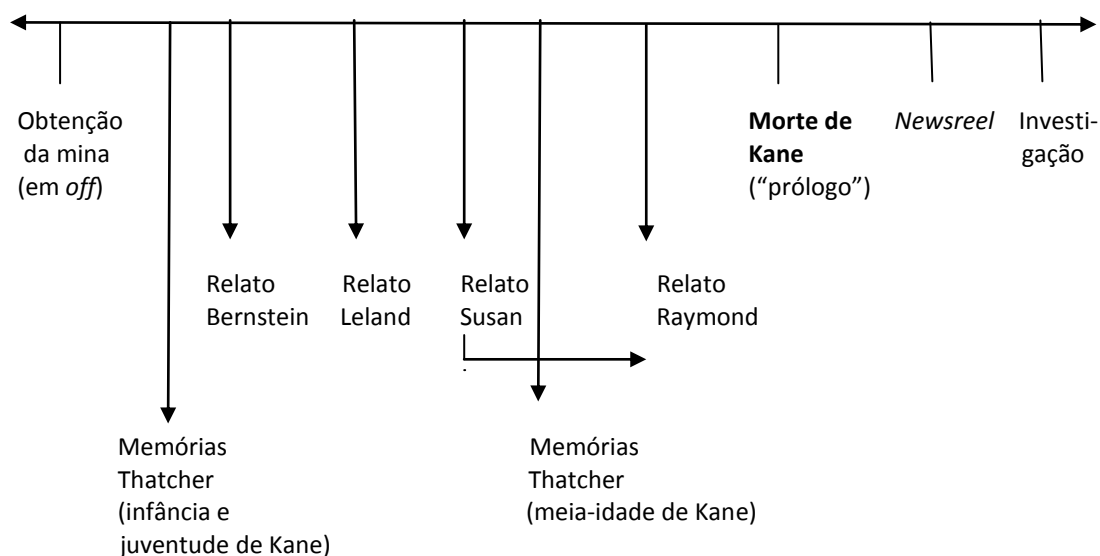 Obtenção
da mina
(em off)
Morte de
Kane
(“prólogo”)
Newsreel
Investi-
gação
Relato
Bernstein
Relato
Leland
Relato
Susan
Relato
Raymond
Memórias
Thatcher
(infância e
juventude de Kane)
Memórias
Thatcher
(meia-idade de Kane)